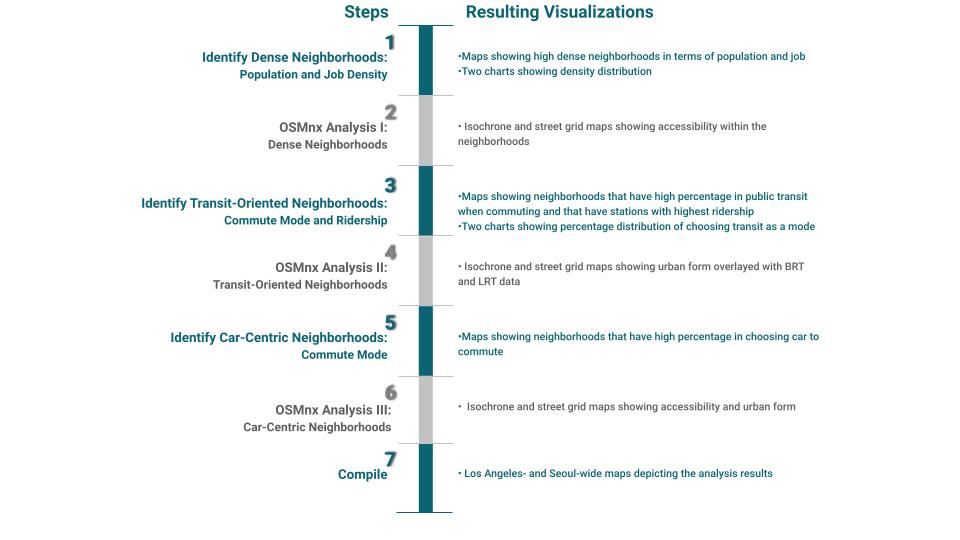 Steps
Resulting Visualizations
1
Identify Dense Neighborhoods:
Population and Job Density
•Maps showing high dense neighborhoods in terms of population and job
•Two charts showing density distribution
2
OSMnx Analysis I:
Dense Neighborhoods
• Isochrone and street grid maps showing accessibility within the
neighborhoods
3
Identify Transit-Oriented Neighborhoods:
Commute Mode and Ridership
•Maps showing neighborhoods that have high percentage in public transit
when commuting and that have stations with highest ridership
•Two charts showing percentage distribution of choosing transit as a mode
4
OSMnx Analysis II:
Transit-Oriented Neighborhoods
• Isochrone and street grid maps showing urban form overlayed with BRT
and LRT data
5
Identify Car-Centric Neighborhoods:
Commute Mode
•Maps showing neighborhoods that have high percentage in choosing car to
commute
6
OSMnx Analysis III:
Car-Centric Neighborhoods
• Isochrone and street grid maps showing accessibility and urban form
7
Compile
• Los Angeles- and Seoul-wide maps depicting the analysis results